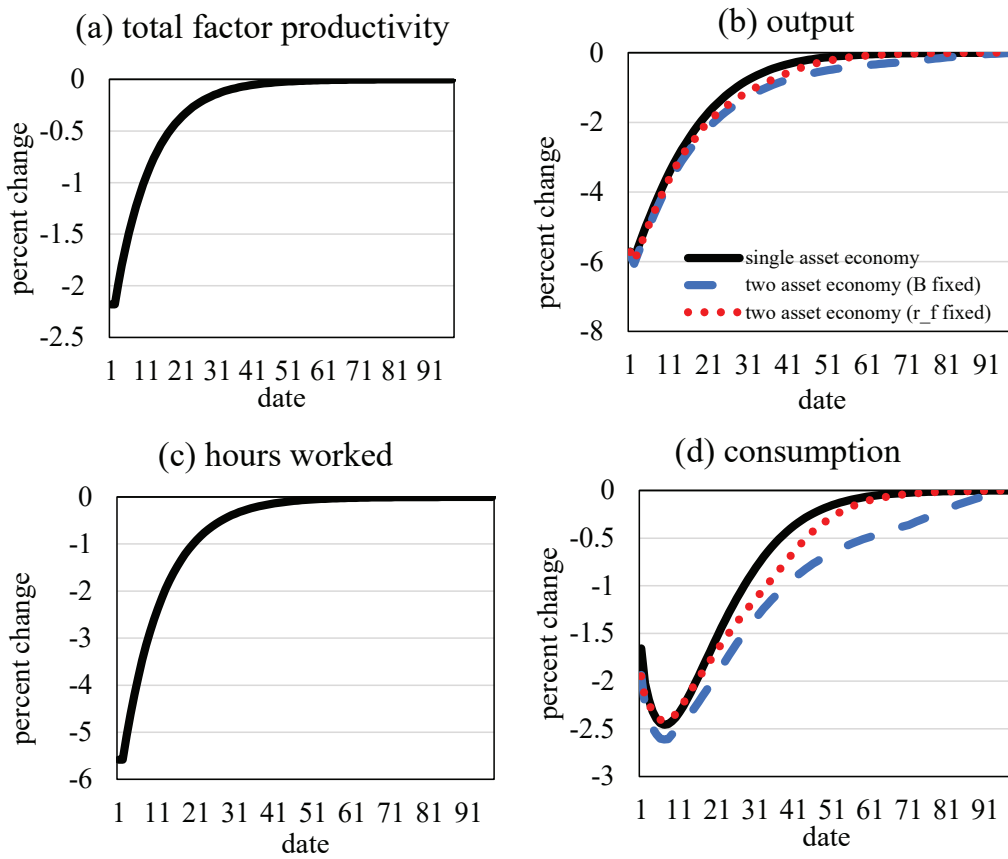 (a) total factor productivity
percent change
0
-0.5
-1
-1.5
-2
-2.5
1 11 21 31 41 51 61 71 81 91
date
(b) output
percent change
0
-2
-4
-6
-8
single asset economy
two asset economy (B fixed)
two asset economy (r_f fixed)
1 11 21 31 41 51 61 71 81 91
date
(c) hours worked
percent change
0
-1
-2
-3
-4
-5
-6
1 11 21 31 41 51 61 71 81 91
date
(d) consumption
percent change
0
-0.5
-1
-1.5
-2
-2.5
-3
1 11 21 31 41 51 61 71 81 91
date